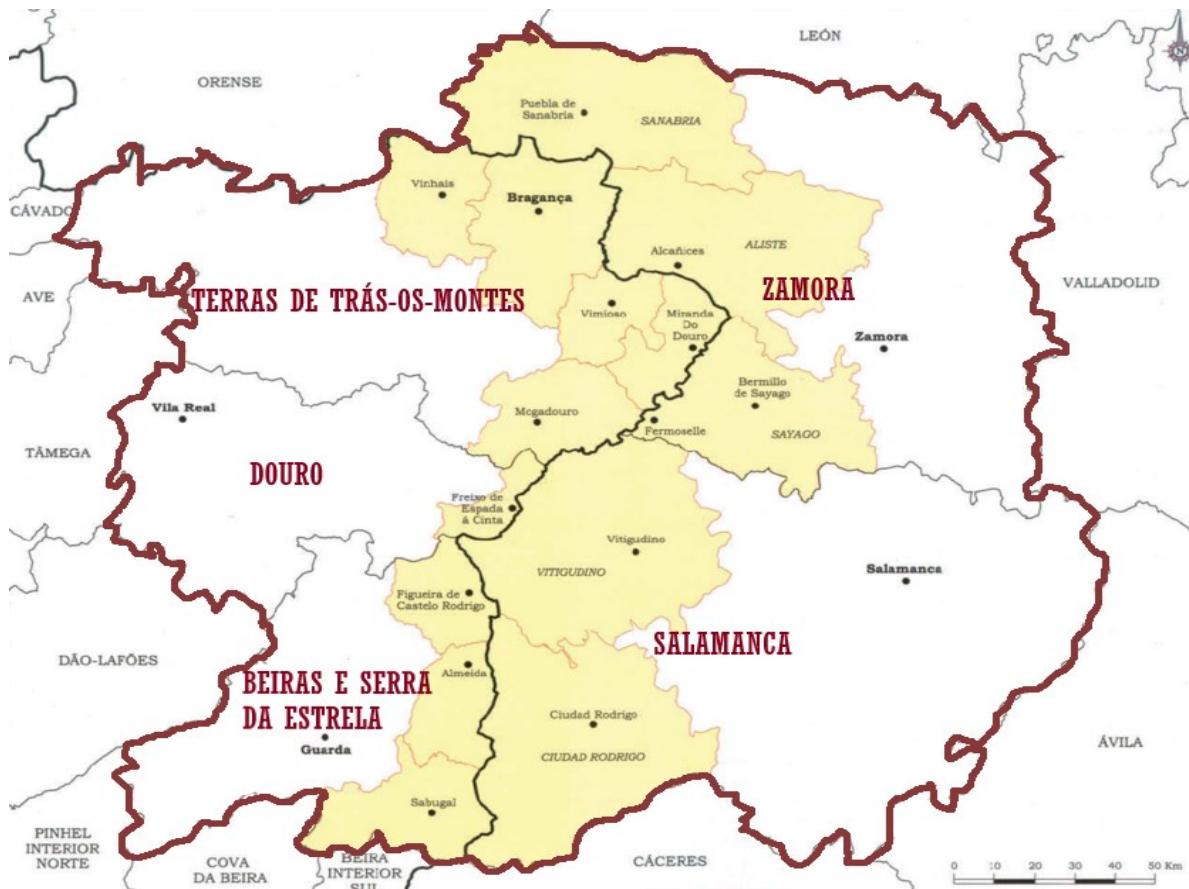 LEÓN
N
ORENSE
Puebla de
Sanabria
SANABRIA
Vinhais
Bragança
CÁVADO
Alcañices
ALISTE
ZAMORA
VALLADOLID
AVE
TERRAS DE TRÁS-OS-MONTES
Vimioso
Miranda
Do
Douro
Zamora
Bermillo
de Sayago
Vila Real
Mogadouro
Fermoselle
SAYAGO
TÂMEGA
DOURO
Freixo de
Espada
á Cinta
Vitigudino
VITIGUDINO
Salamanca
Figueira de
Castelo Rodrigo
SALAMANCA
DÃO-LAFÕES
Almeida
BEIRAS E SERRA
DA ESTRELA
Guarda
Ciudad Rodrigo
CIUDAD RODRIGO
ÁVILA
Sabugal
PINHEL
INTERIOR
NORTE
COVA
DA BEIRA
BEIRA
INTERIOR
SUL
CÁCERES
0 10 20 30 40 50 Km